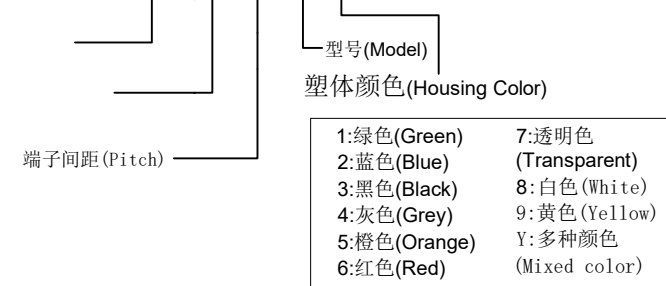 型号(Model)
塑体颜色(Housing Color)
端子间距(Pitch)
1:绿色(Green)
2:蓝色(Blue)
3:黑色(Black)
4:灰色(Grey)
5:橙色(Orange)
6:红色(Red)
7:透明色
(Transparent)
8:白色(White)
9:黄色(Yellow)
Y:多种颜色
(Mixed color)